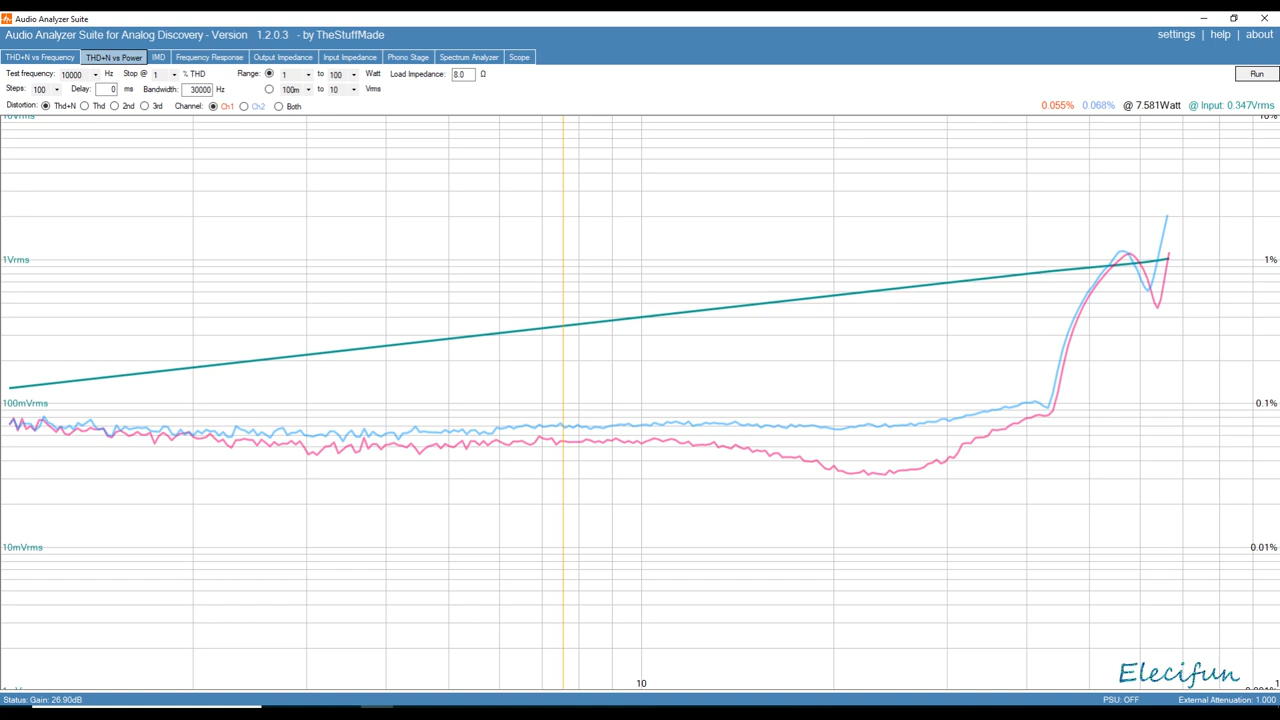 Audio Analyzer Suite
Audio Analyzer Suite for Analog Discovery - Version 1.2.0.3 - by TheStuffMade settings | help | about
THD+N vs Frequency THD+N vs Power IMD Frequency Response Output Impedance Input Impedance Phono Stage Spectrum Analyzer Scope
Test frequency: 10000 Hz Stop @ 1 % THD Range: 1 to 100 Watt Load Impedance: 8.0 Ω Run
Steps: 100 Delay: 0 ms Bandwidth: 30000 Hz 100m to 10 Vrms
Distortion: Thd+N Thd 2nd 3rd Channel: Ch1 Ch2 Both 0.055% 0.068% @ 7.581Watt @ Input: 0.347Vrms
10Vrms 10%
1Vrms 1%
100mVrms 0.1%
10mVrms 0.01%
Elecifun
10
Status: Gain: 26.90dB PSU: OFF External Attenuation: 1.000